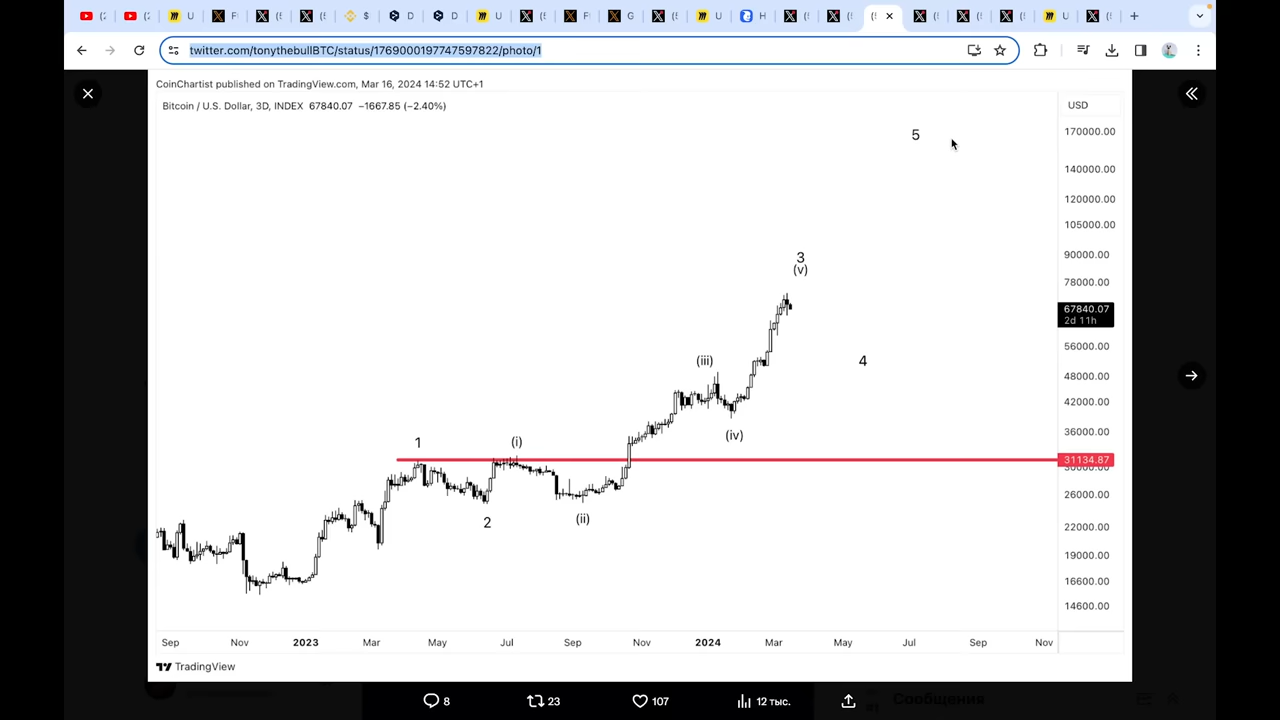 U
F
(
(
$
D
D
U
(
F
G
(
U
H
(
(
(
(
(
(
U
(
twitter.com/tonythebullBTC/status/1769000197747597822/photo/1
CoinChartist published on TradingView.com, Mar 16, 2024 14:52 UTC+1
Bitcoin / U.S. Dollar, 3D, INDEX 67840.07 −1667.85 (−2.40%)
USD
5
170000.00
140000.00
120000.00
105000.00
3
90000.00
(v)
78000.00
67840.07
2d 11h
56000.00
(iii)
4
48000.00
42000.00
1
(i)
(iv)
36000.00
31134.87
30000.00
26000.00
2
(ii)
22000.00
19000.00
16600.00
14600.00
Sep Nov 2023 Mar May Jul Sep Nov 2024 Mar May Jul Sep Nov
TradingView
8 23 107 12 тыс.
Сообщения